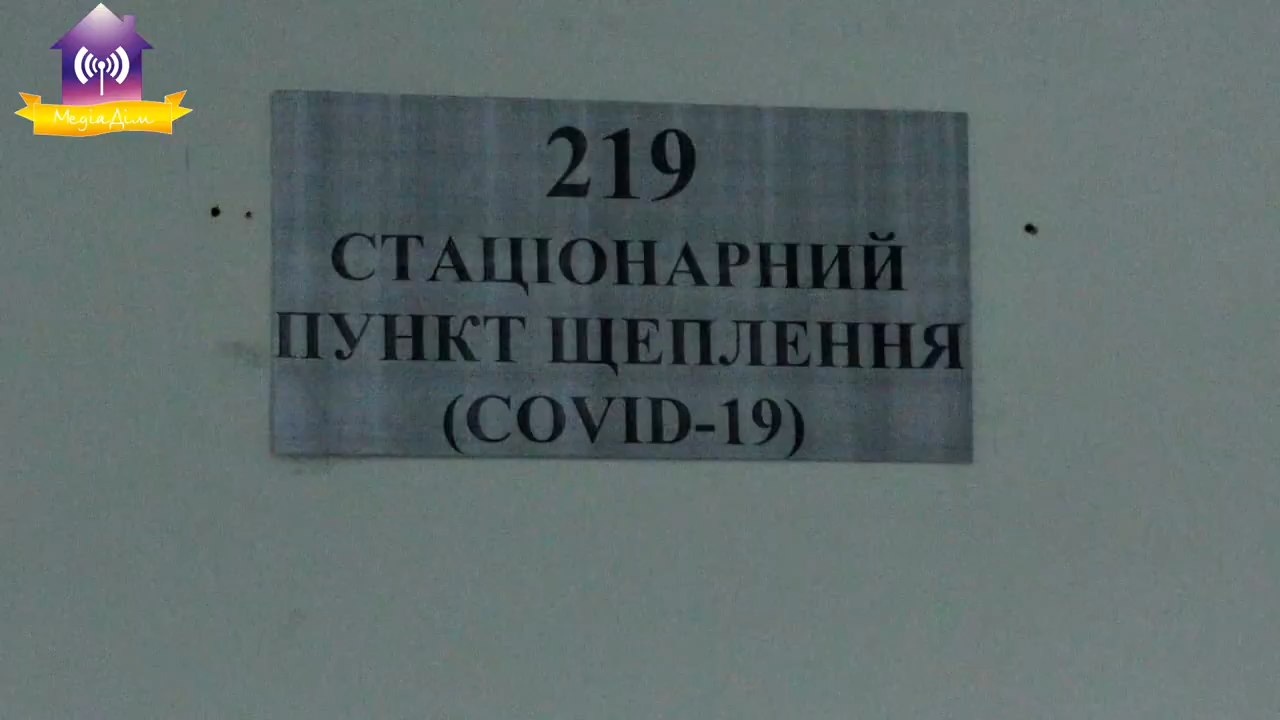 МедіаДім
219
СТАЦІОНАРНИЙ
ПУНКТ ЩЕПЛЕННЯ
(COVID-19)